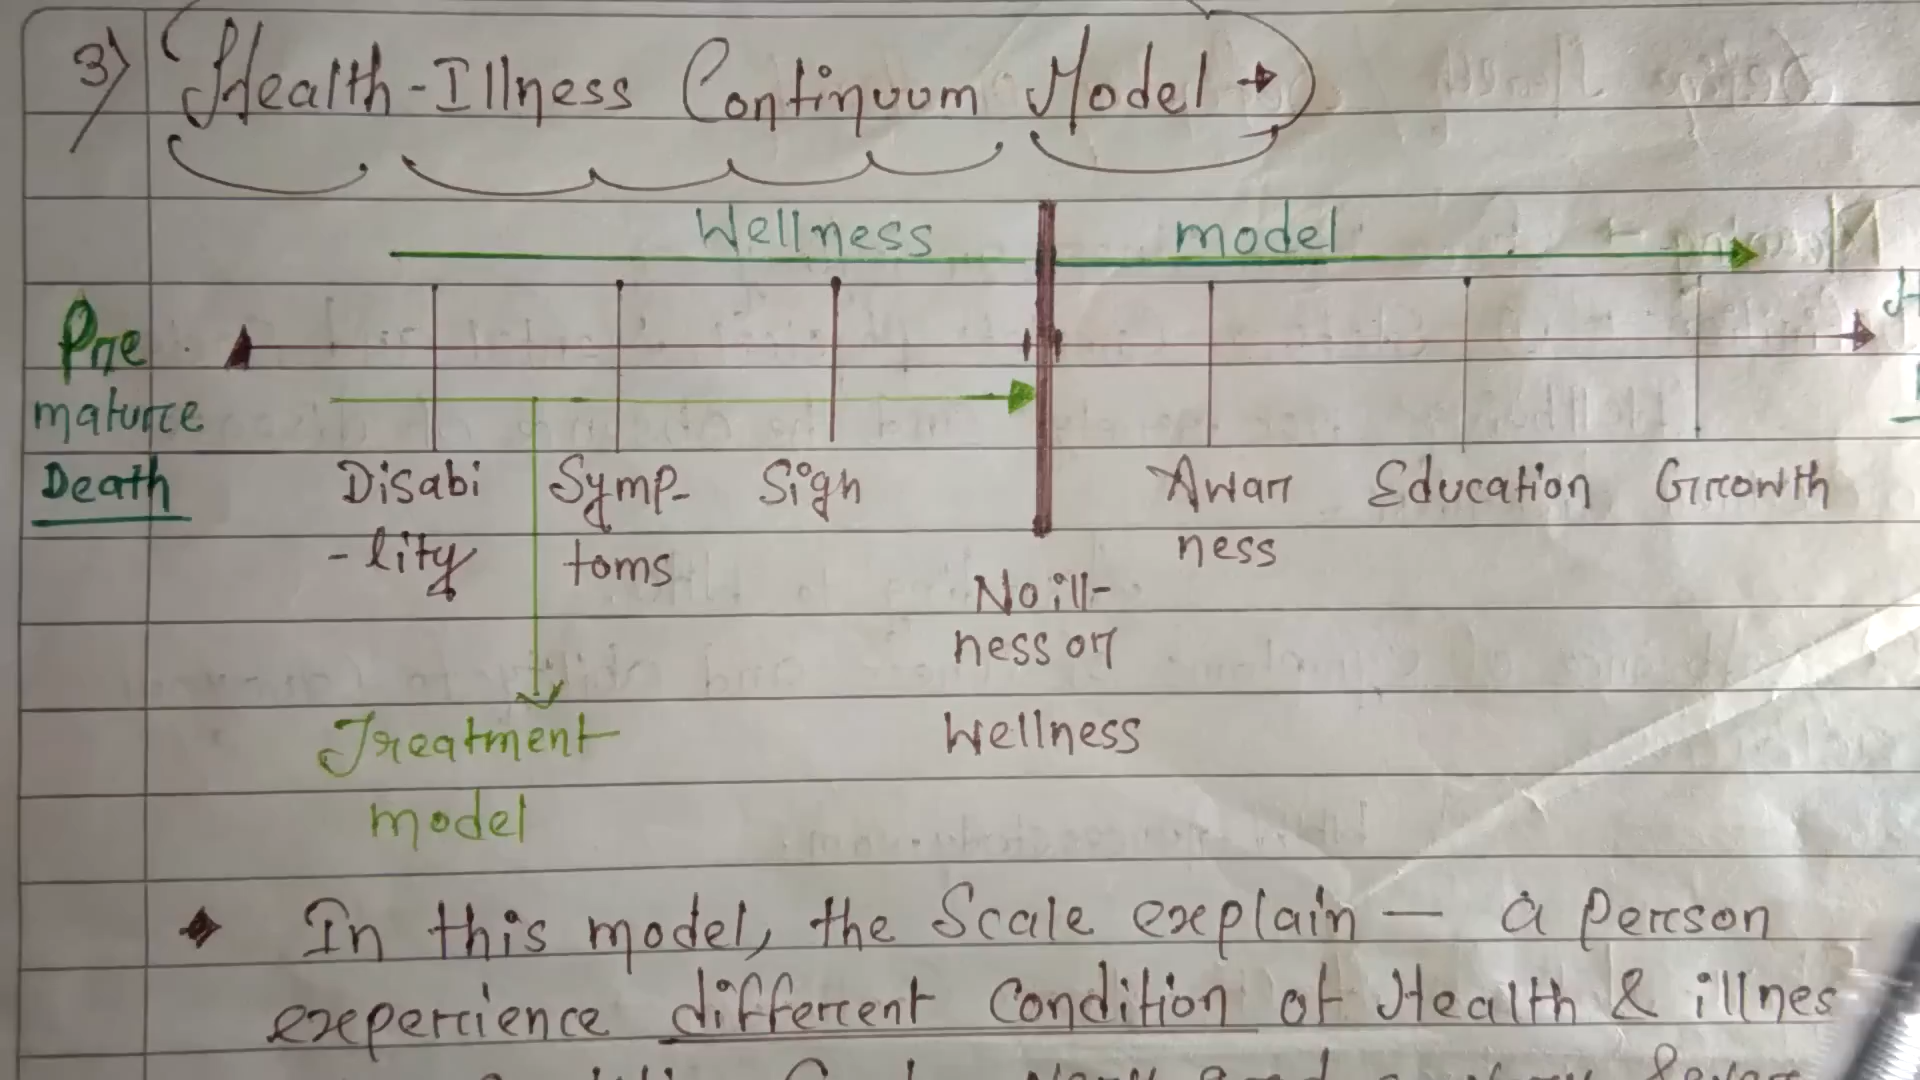 3) Health-Illness Continuum Model →
Wellness model
Pre
mature
Death
Disabi
-lity
Symp-
toms
Sign
No ill-
ness or
Wellness
Awar
ness
Education
Growth
Treatment
model
In this model, the Scale explain — a person
experience different Condition of Health & illnes